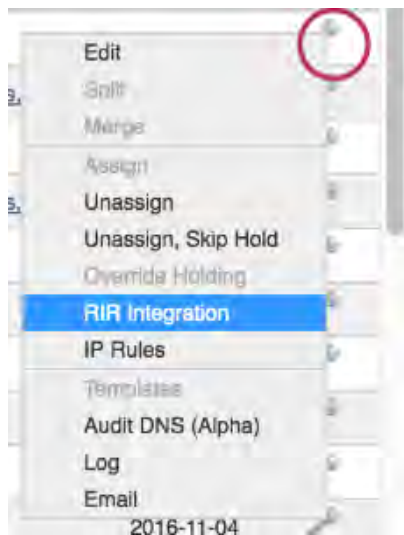 Edit
Split
Merge
Assign
s,
Unassign
s,
Unassign, Skip Hold
Override Holding
RIR Integration
IP Rules
Templates
Audit DNS (Alpha)
Log
Email
2016-11-04